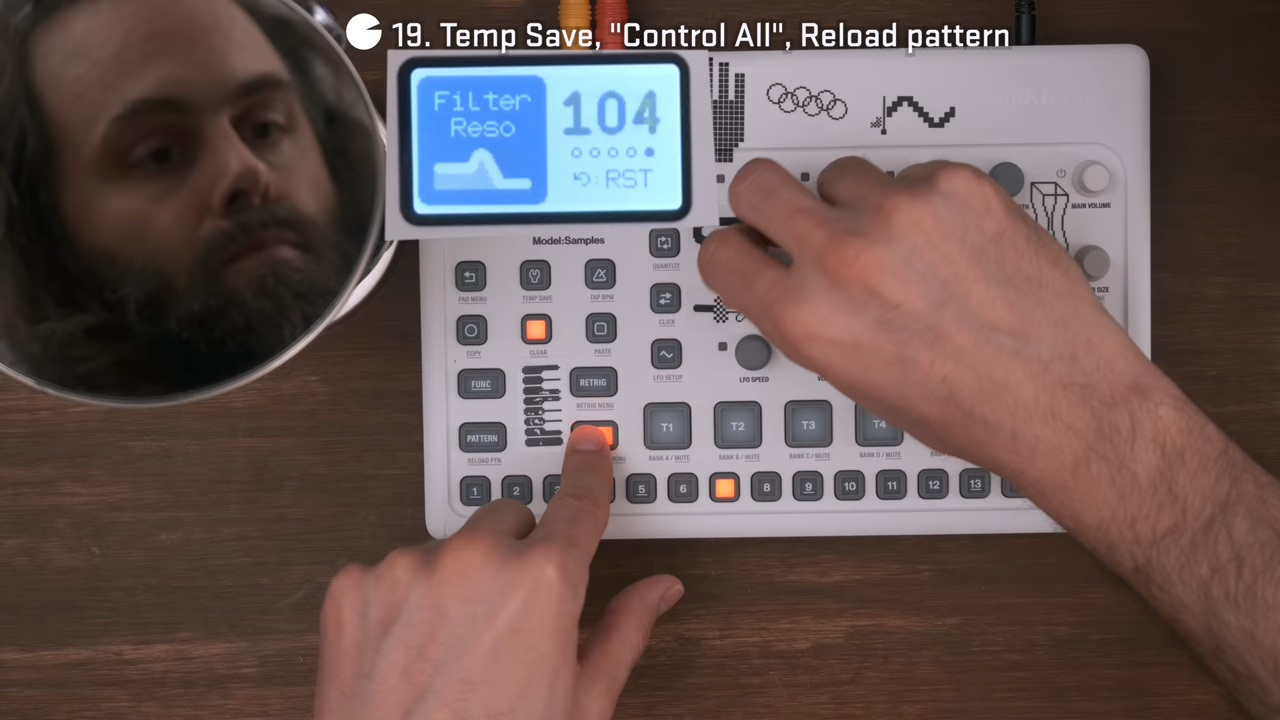 19. Temp Save, "Control All", Reload pattern
Filter
Reso
104
:RST
MAIN VOLUME
Model:Samples
QUANTIZE
PAD MENU
TEMP SAVE
TAP BPM
CLICK
COPY
CLEAR
PASTE
LFO SETUP
LFO SPEED
FUNC
RETRIG
RETRIG MENU
PATTERN
T1
T2
T3
T4
RELOAD PTN
BANK A / MUTE
BANK B / MUTE
BANK C / MUTE
BANK D / MUTE
1
2
5
6
8
9
10
11
12
13